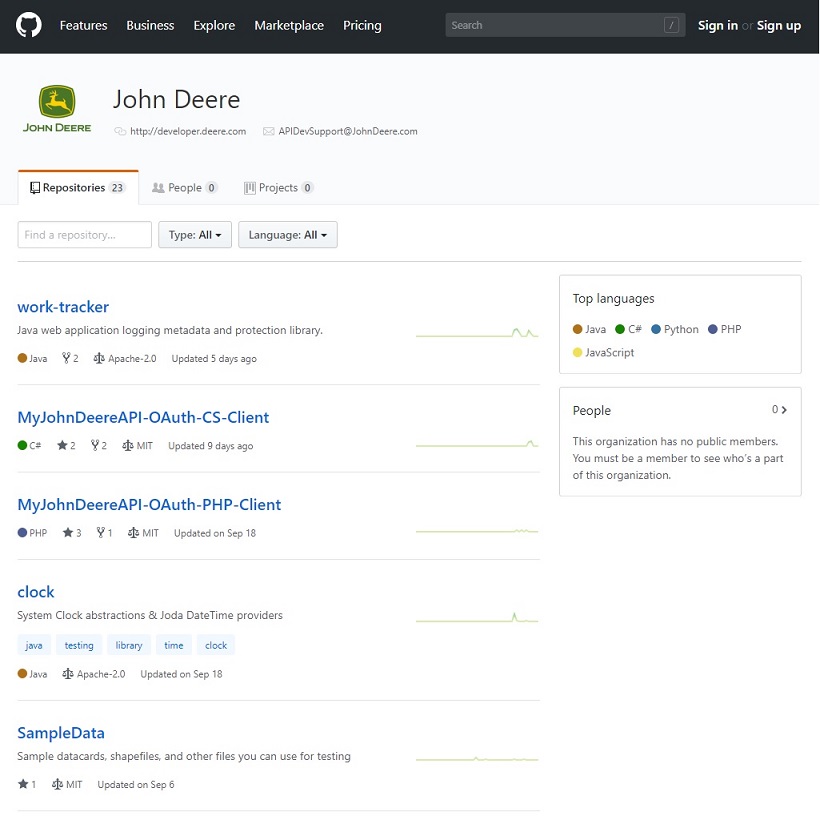 Features Business Explore Marketplace Pricing Search / Sign in or Sign up
John Deere
JOHN DEERE
http://developer.deere.com APIDevSupport@JohnDeere.com
Repositories 23 People 0 Projects 0
Find a repository... Type: All Language: All
work-tracker
Java web application logging metadata and protection library.
Java 2 Apache-2.0 Updated 5 days ago
MyJohnDeereAPI-OAuth-CS-Client
C# 2 2 MIT Updated 9 days ago
MyJohnDeereAPI-OAuth-PHP-Client
PHP 3 1 MIT Updated on Sep 18
clock
System Clock abstractions & Joda DateTime providers
java testing library time clock
Java Apache-2.0 Updated on Sep 18
SampleData
Sample datacards, shapefiles, and other files you can use for testing
1 MIT Updated on Sep 6
Top languages
Java C# Python PHP
JavaScript
People 0
This organization has no public members.
You must be a member to see who's a part
of this organization.